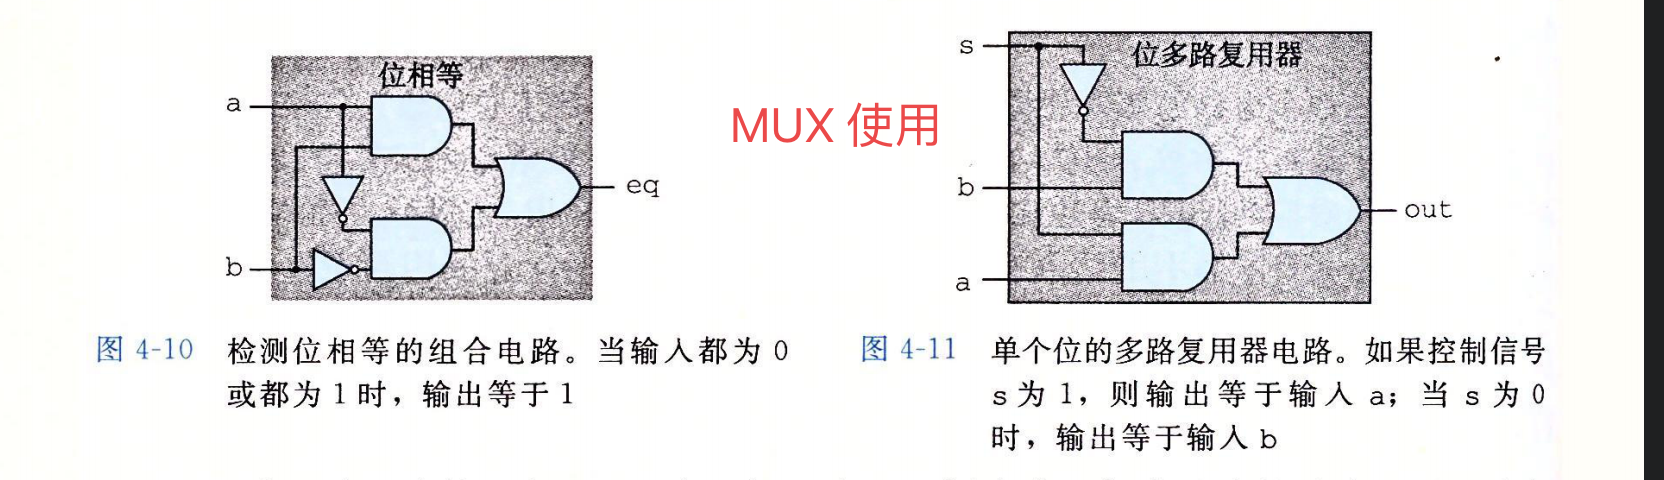 位相等
a
b
eq
MUX 使用
s
位多路复用器
b
a
out
图 4-10 检测位相等的组合电路。当输入都为 0
或都为 1 时，输出等于 1
图 4-11 单个位的多路复用器电路。如果控制信号
s 为 1，则输出等于输入 a；当 s 为 0
时，输出等于输入 b